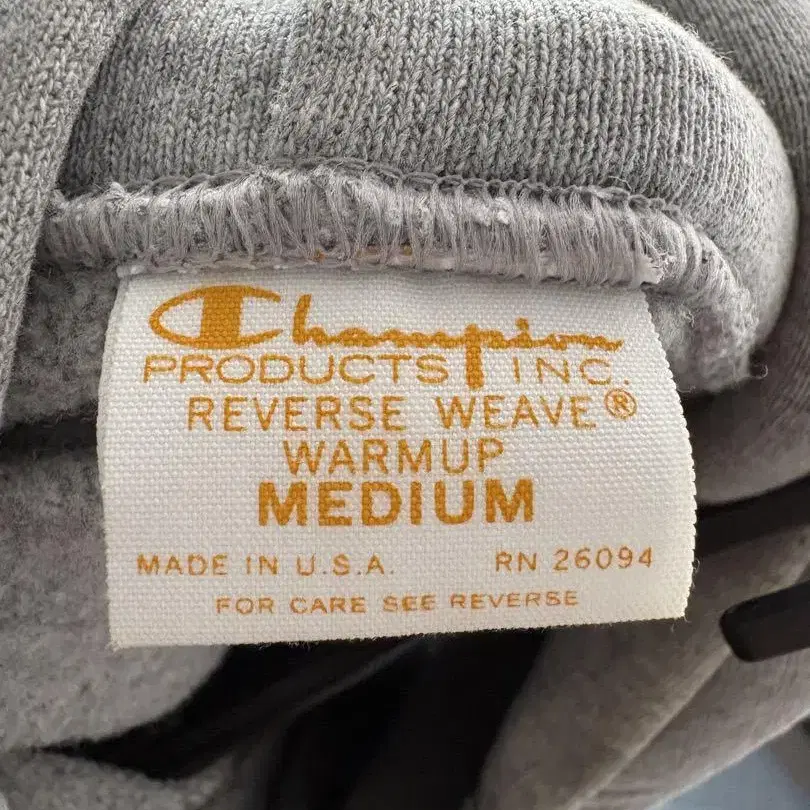 Champion
PRODUCTS INC.
REVERSE WEAVE®
WARMUP
MEDIUM
MADE IN U.S.A. RN 26094
FOR CARE SEE REVERSE